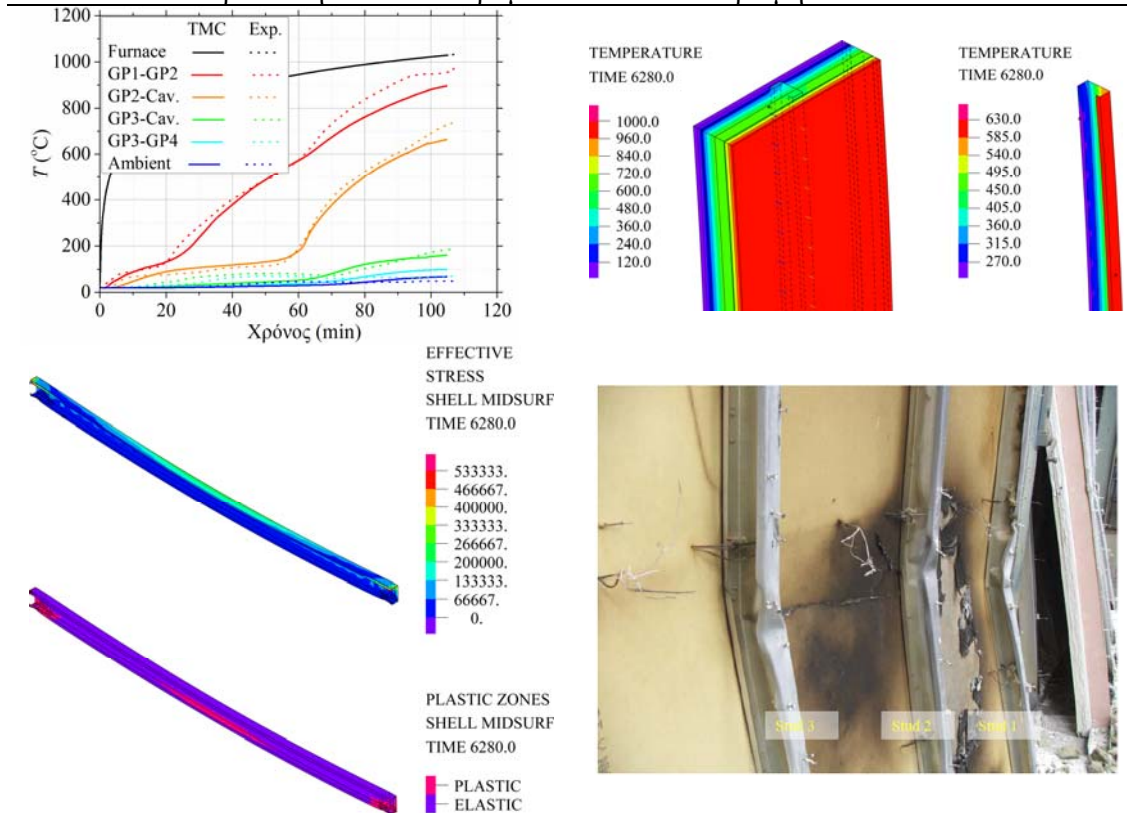 1200
1000
800
600
400
200
0
T (°C)
TMC Exp.
Furnace
GP1-GP2
GP2-Cav.
GP3-Cav.
GP3-GP4
Ambient
0 20 40 60 80 100 120
Χρόνος (min)
TEMPERATURE
TIME 6280.0
1000.0
960.0
840.0
720.0
600.0
480.0
360.0
240.0
120.0
TEMPERATURE
TIME 6280.0
630.0
585.0
540.0
495.0
450.0
405.0
360.0
315.0
270.0
EFFECTIVE
STRESS
SHELL MIDSURF
TIME 6280.0
533333.
466667.
400000.
333333.
266667.
200000.
133333.
66667.
0.
PLASTIC ZONES
SHELL MIDSURF
TIME 6280.0
PLASTIC
ELASTIC
Stud 3 Stud 2 Stud 1